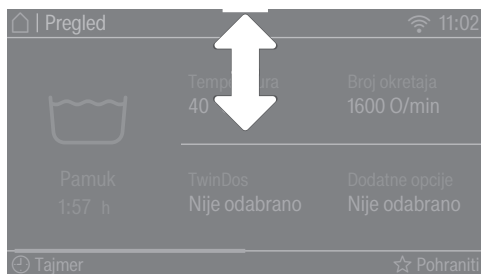 | Pregled 11:02
Temperatura Broj okretaja
40 1600 O/min
Pamuk TwinDos Dodatne opcije
1:57 h Nije odabrano Nije odabrano
Tajmer Pohraniti